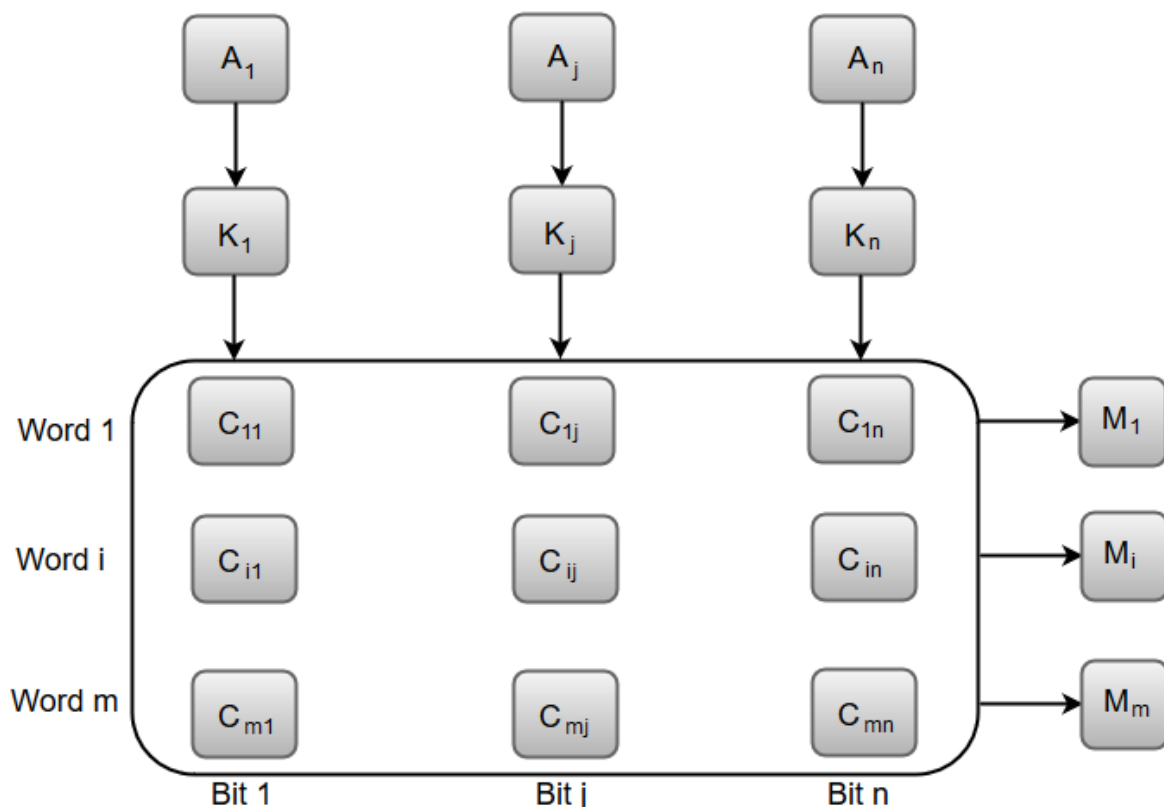 A1 Aj An
K1 Kj Kn
Word 1 C11 C1j C1n M1
Word i Ci1 Cij Cin Mi
Word m Cm1 Cmj Cmn Mm
Bit 1 Bit j Bit n